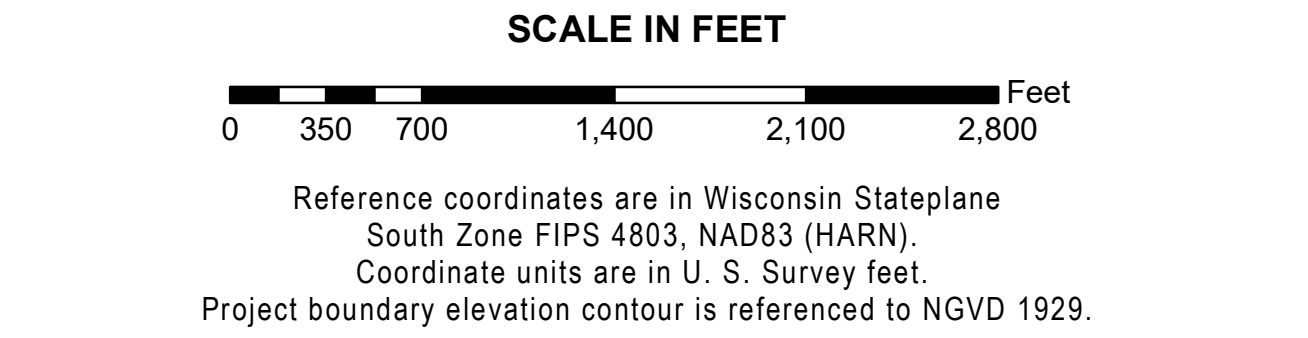 SCALE IN FEET
Feet
0 350 700 1,400 2,100 2,800
Reference coordinates are in Wisconsin Stateplane
South Zone FIPS 4803, NAD83 (HARN).
Coordinate units are in U. S. Survey feet.
Project boundary elevation contour is referenced to NGVD 1929.